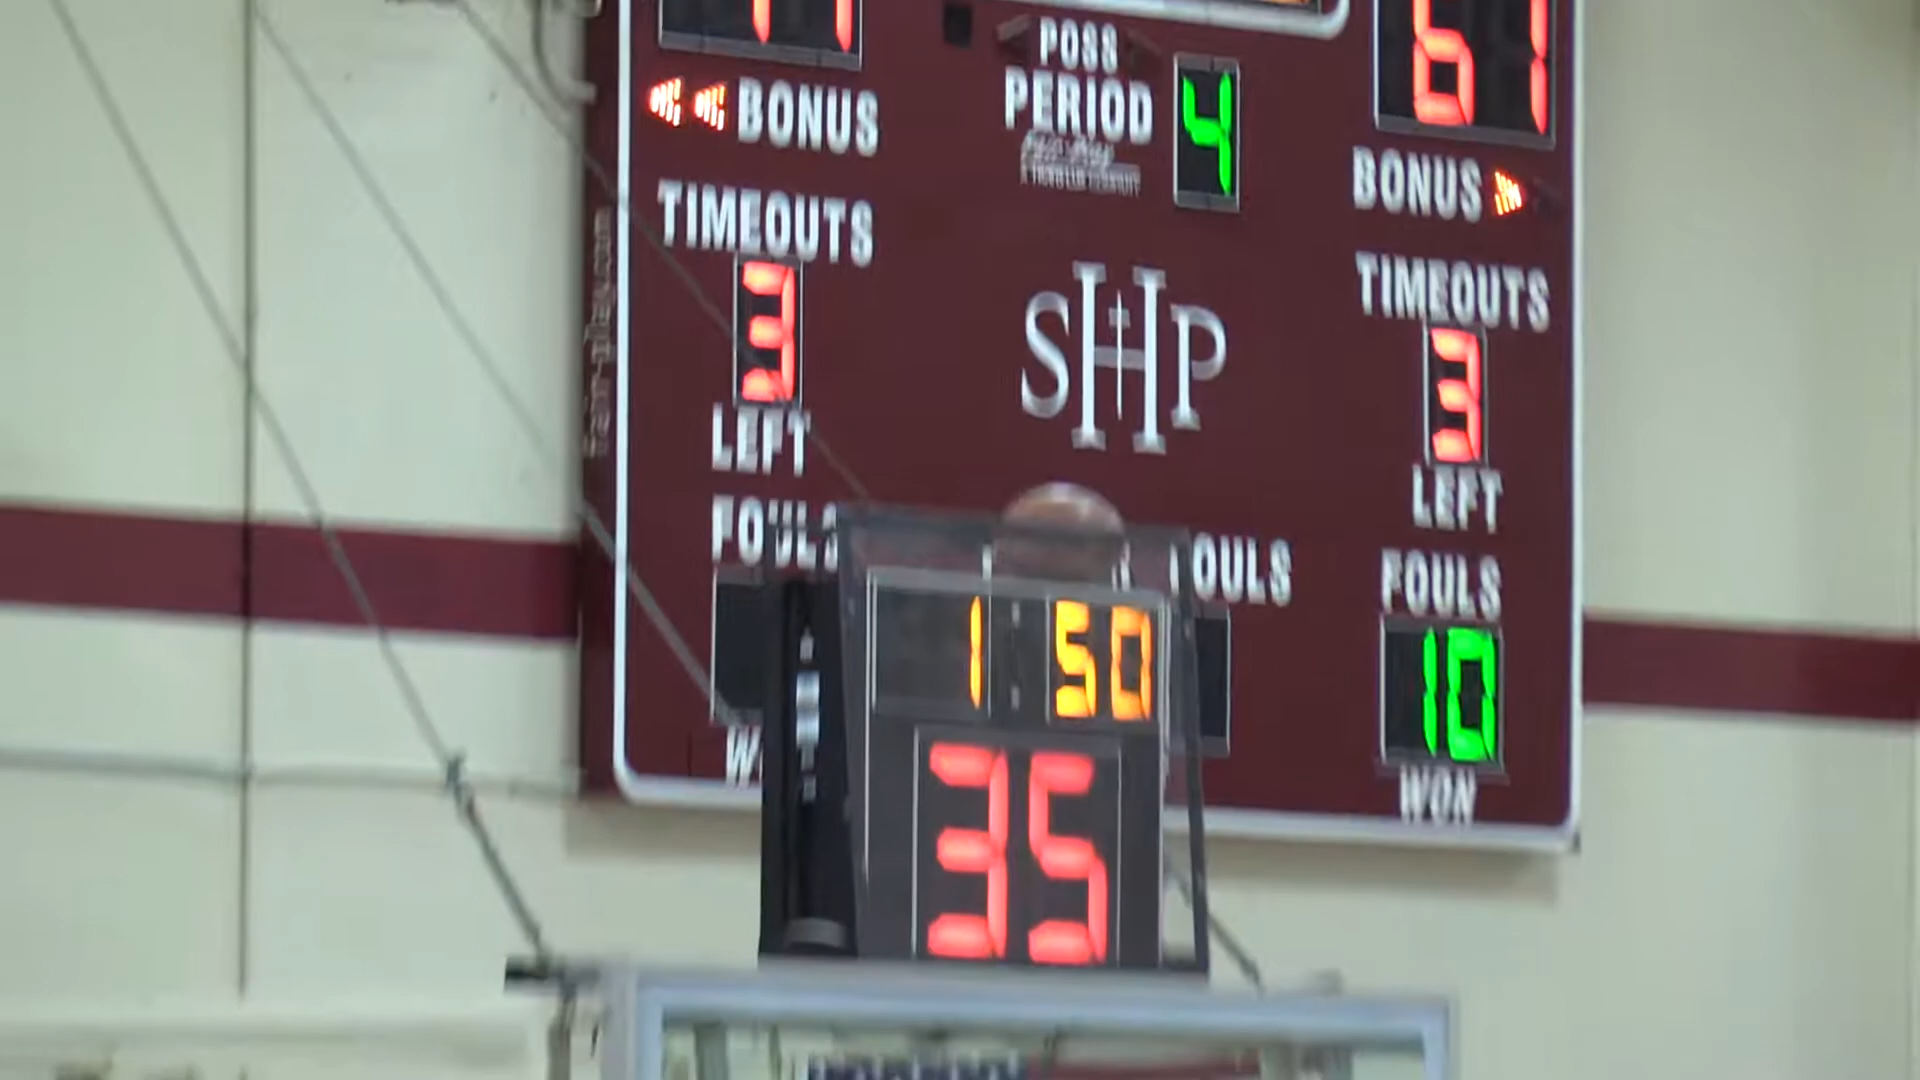 61
POSS
BONUS
PERIOD
4
BONUS
TIMEOUTS
TIMEOUTS
3
SHP
3
LEFT
LEFT
FOULS
FOULS
FOULS
1:50
10
WON
35